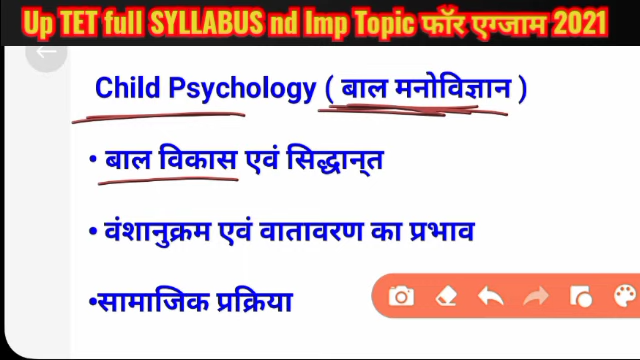 Up TET full SYLLABUS nd Imp Topic फॉर एग्जाम 2021
Child Psychology ( बाल मनोविज्ञान )
• बाल विकास एवं सिद्धान्‍त
• वंशानुक्रम एवं वातावरण का प्रभाव
•सामाजिक प्रक्रिया